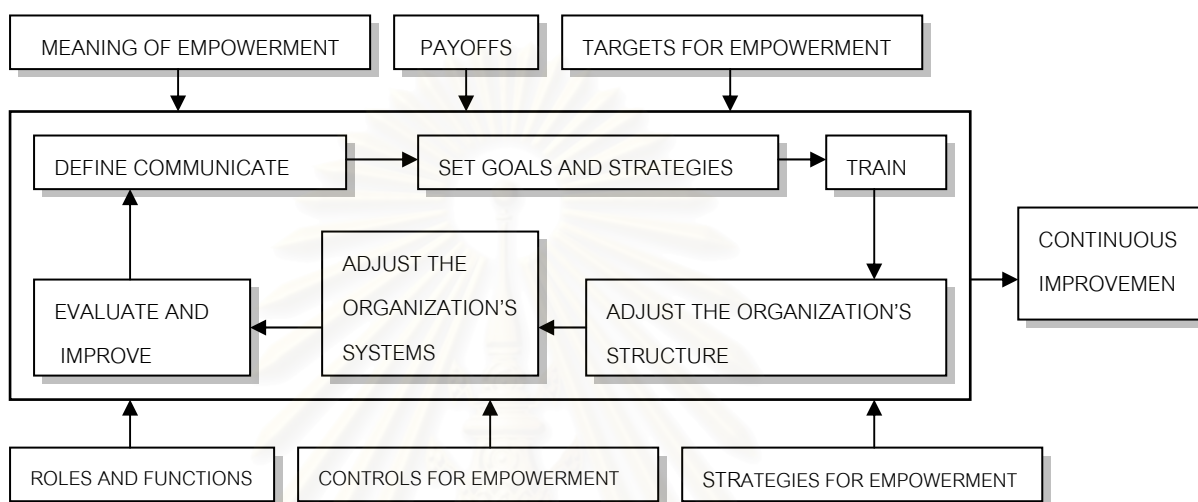 MEANING OF EMPOWERMENT
PAYOFFS
TARGETS FOR EMPOWERMENT
DEFINE COMMUNICATE
SET GOALS AND STRATEGIES
TRAIN
CONTINUOUS
IMPROVEMEN
ADJUST THE
ORGANIZATION'S
SYSTEMS
EVALUATE AND
IMPROVE
ADJUST THE ORGANIZATION'S
STRUCTURE
ROLES AND FUNCTIONS
CONTROLS FOR EMPOWERMENT
STRATEGIES FOR EMPOWERMENT